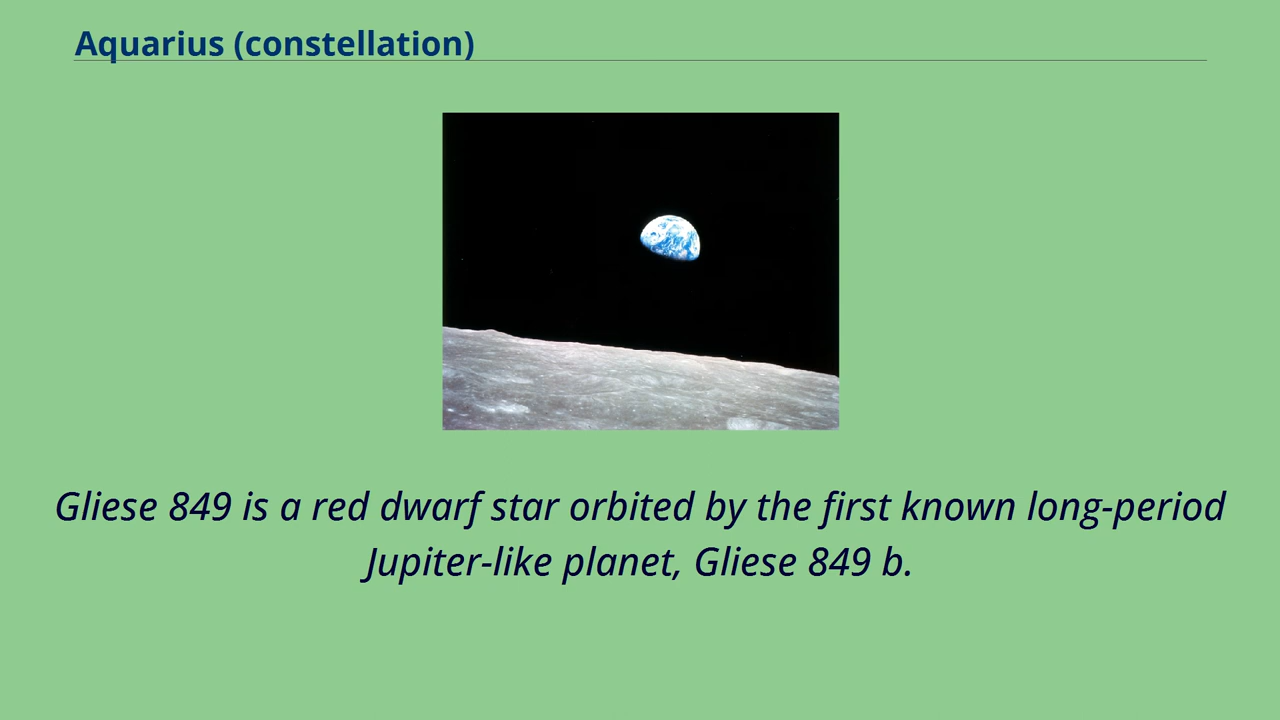 Aquarius (constellation)
Gliese 849 is a red dwarf star orbited by the first known long-period
Jupiter-like planet, Gliese 849 b.